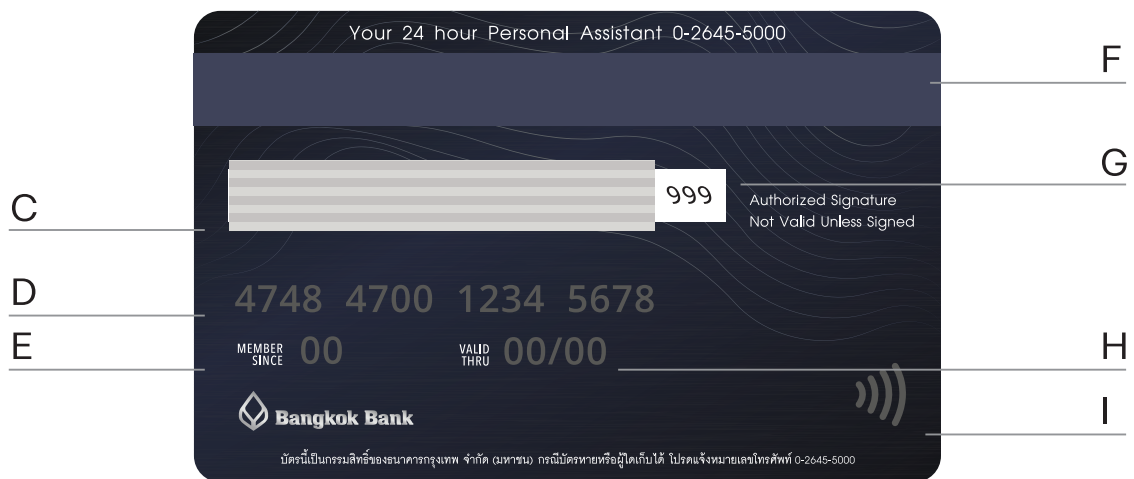 Your 24 hour Personal Assistant 0-2645-5000
F
G
999
Authorized Signature
Not Valid Unless Signed
C
D
4748 4700 1234 5678
E
MEMBER SINCE 00 VALID THRU 00/00
H
I
Bangkok Bank
บัตรนี้เป็นกรรมสิทธิ์ของธนาคารกรุงเทพ จำกัด (มหาชน) กรณีบัตรหายหรือผู้ใดเก็บได้ โปรดแจ้งหมายเลขโทรศัพท์ 0-2645-5000